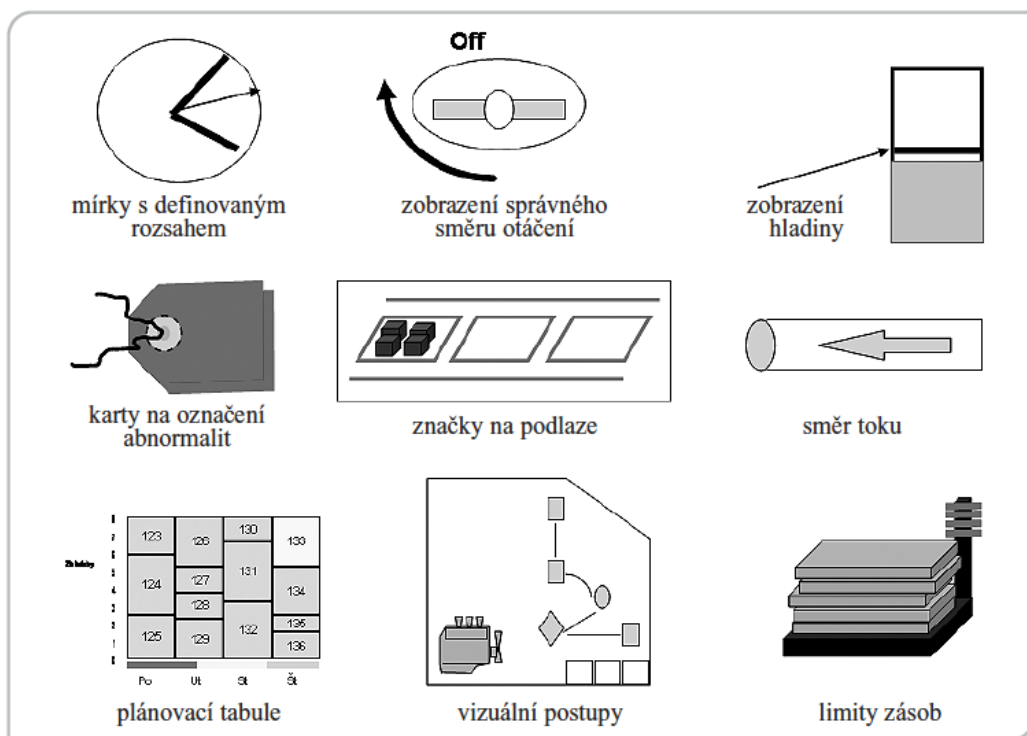 Off
mírky s definovaným
rozsahem
zobrazení správného
směru otáčení
zobrazení
hladiny
karty na označení
abnormalit
značky na podlaze
směr toku
123
126
130
133
124
127
131
134
128
125
129
132
135
136
Po
Ut
St
Št
plánovací tabule
vizuální postupy
limity zásob